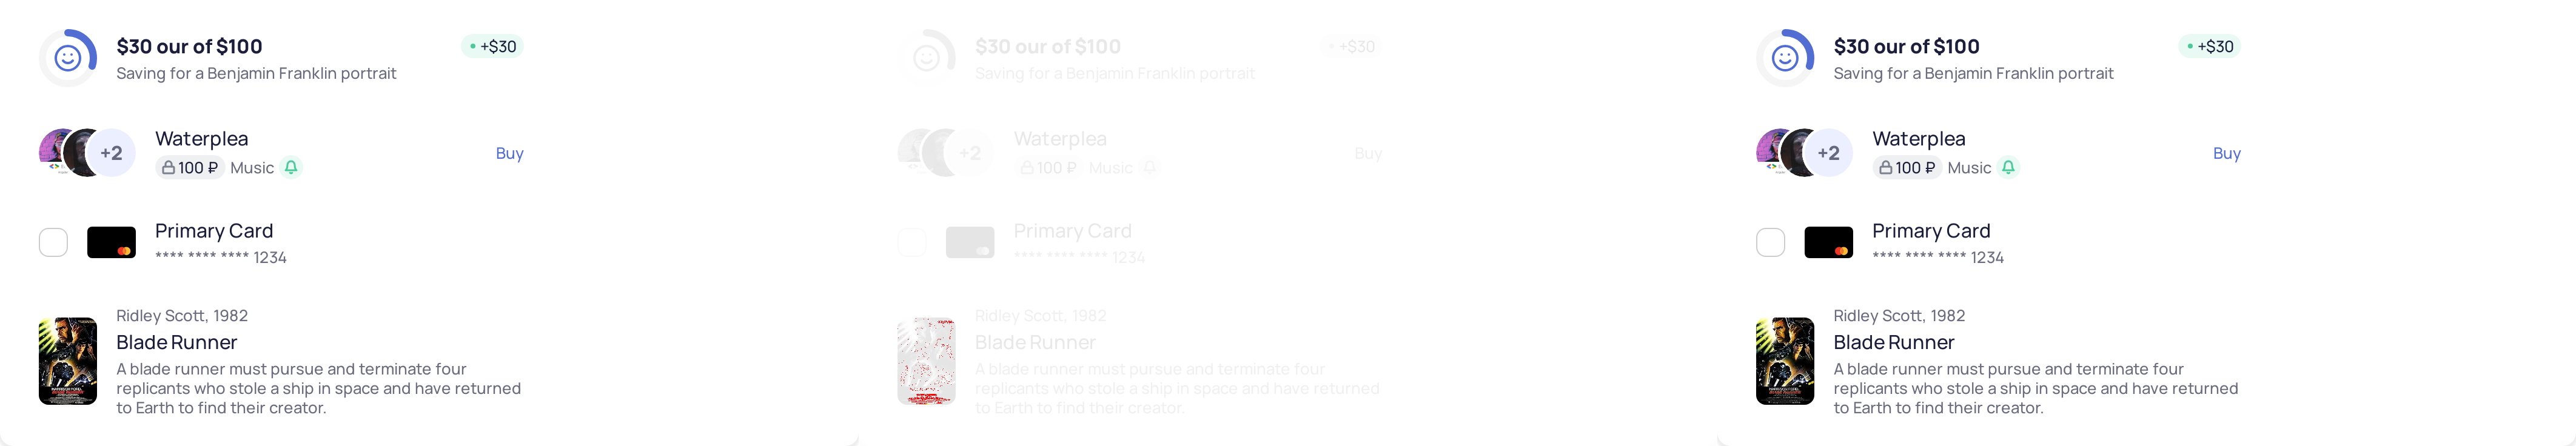 $30 our of $100
+$30
Saving for a Benjamin Franklin portrait
+2
Waterplea
100 ₽ Music
Buy
Primary Card
**** **** **** 1234
Ridley Scott, 1982
Blade Runner
A blade runner must pursue and terminate four
replicants who stole a ship in space and have returned
to Earth to find their creator.
$30 our of $100
+$30
Saving for a Benjamin Franklin portrait
+2
Waterplea
100 ₽ Music
Buy
Primary Card
**** **** **** 1234
Ridley Scott, 1982
Blade Runner
A blade runner must pursue and terminate four
replicants who stole a ship in space and have returned
to Earth to find their creator.
$30 our of $100
+$30
Saving for a Benjamin Franklin portrait
+2
Waterplea
100 ₽ Music
Buy
Primary Card
**** **** **** 1234
Ridley Scott, 1982
Blade Runner
A blade runner must pursue and terminate four
replicants who stole a ship in space and have returned
to Earth to find their creator.